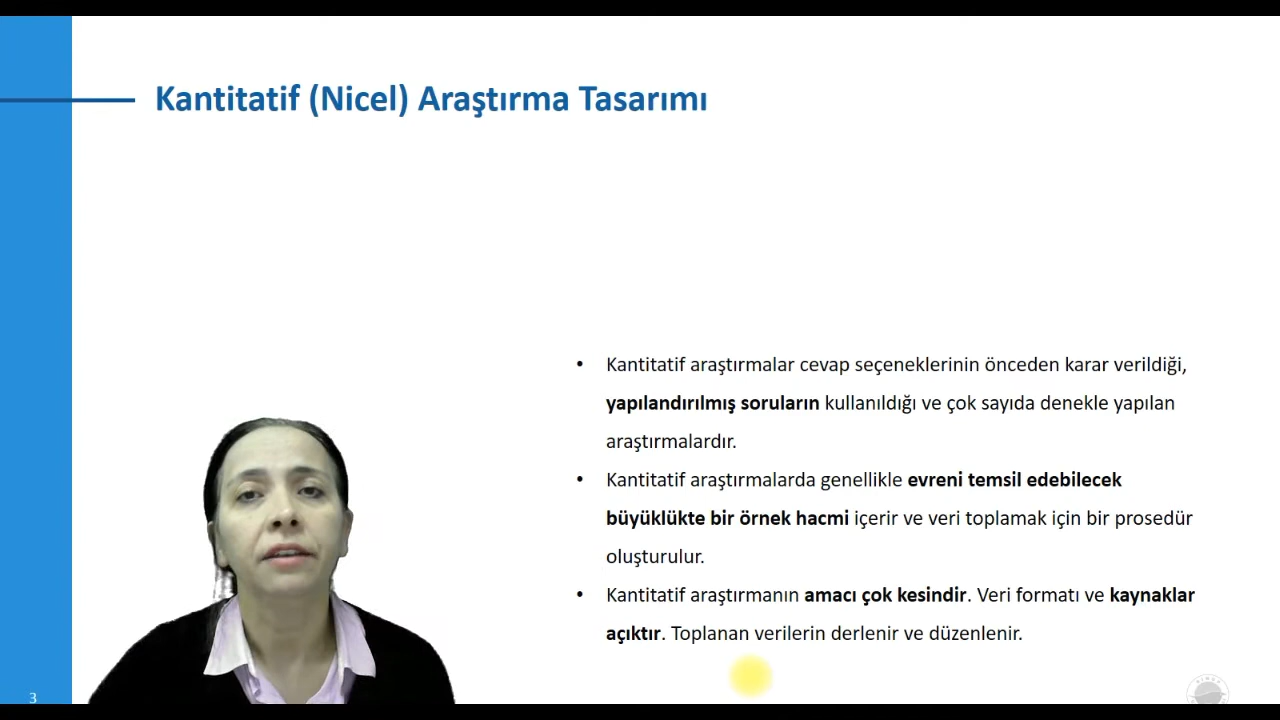 Kantitatif (Nicel) Araştırma Tasarımı
• Kantitatif araştırmalar cevap seçeneklerinin önceden karar verildiği,
yapılandırılmış soruların kullanıldığı ve çok sayıda denekle yapılan
araştırmalardır.
• Kantitatif araştırmalarda genellikle evreni temsil edebilecek
büyüklükte bir örnek hacmi içerir ve veri toplamak için bir prosedür
oluşturulur.
• Kantitatif araştırmanın amacı çok kesindir. Veri formatı ve kaynaklar
açıktır. Toplanan verilerin derlenir ve düzenlenir.
3